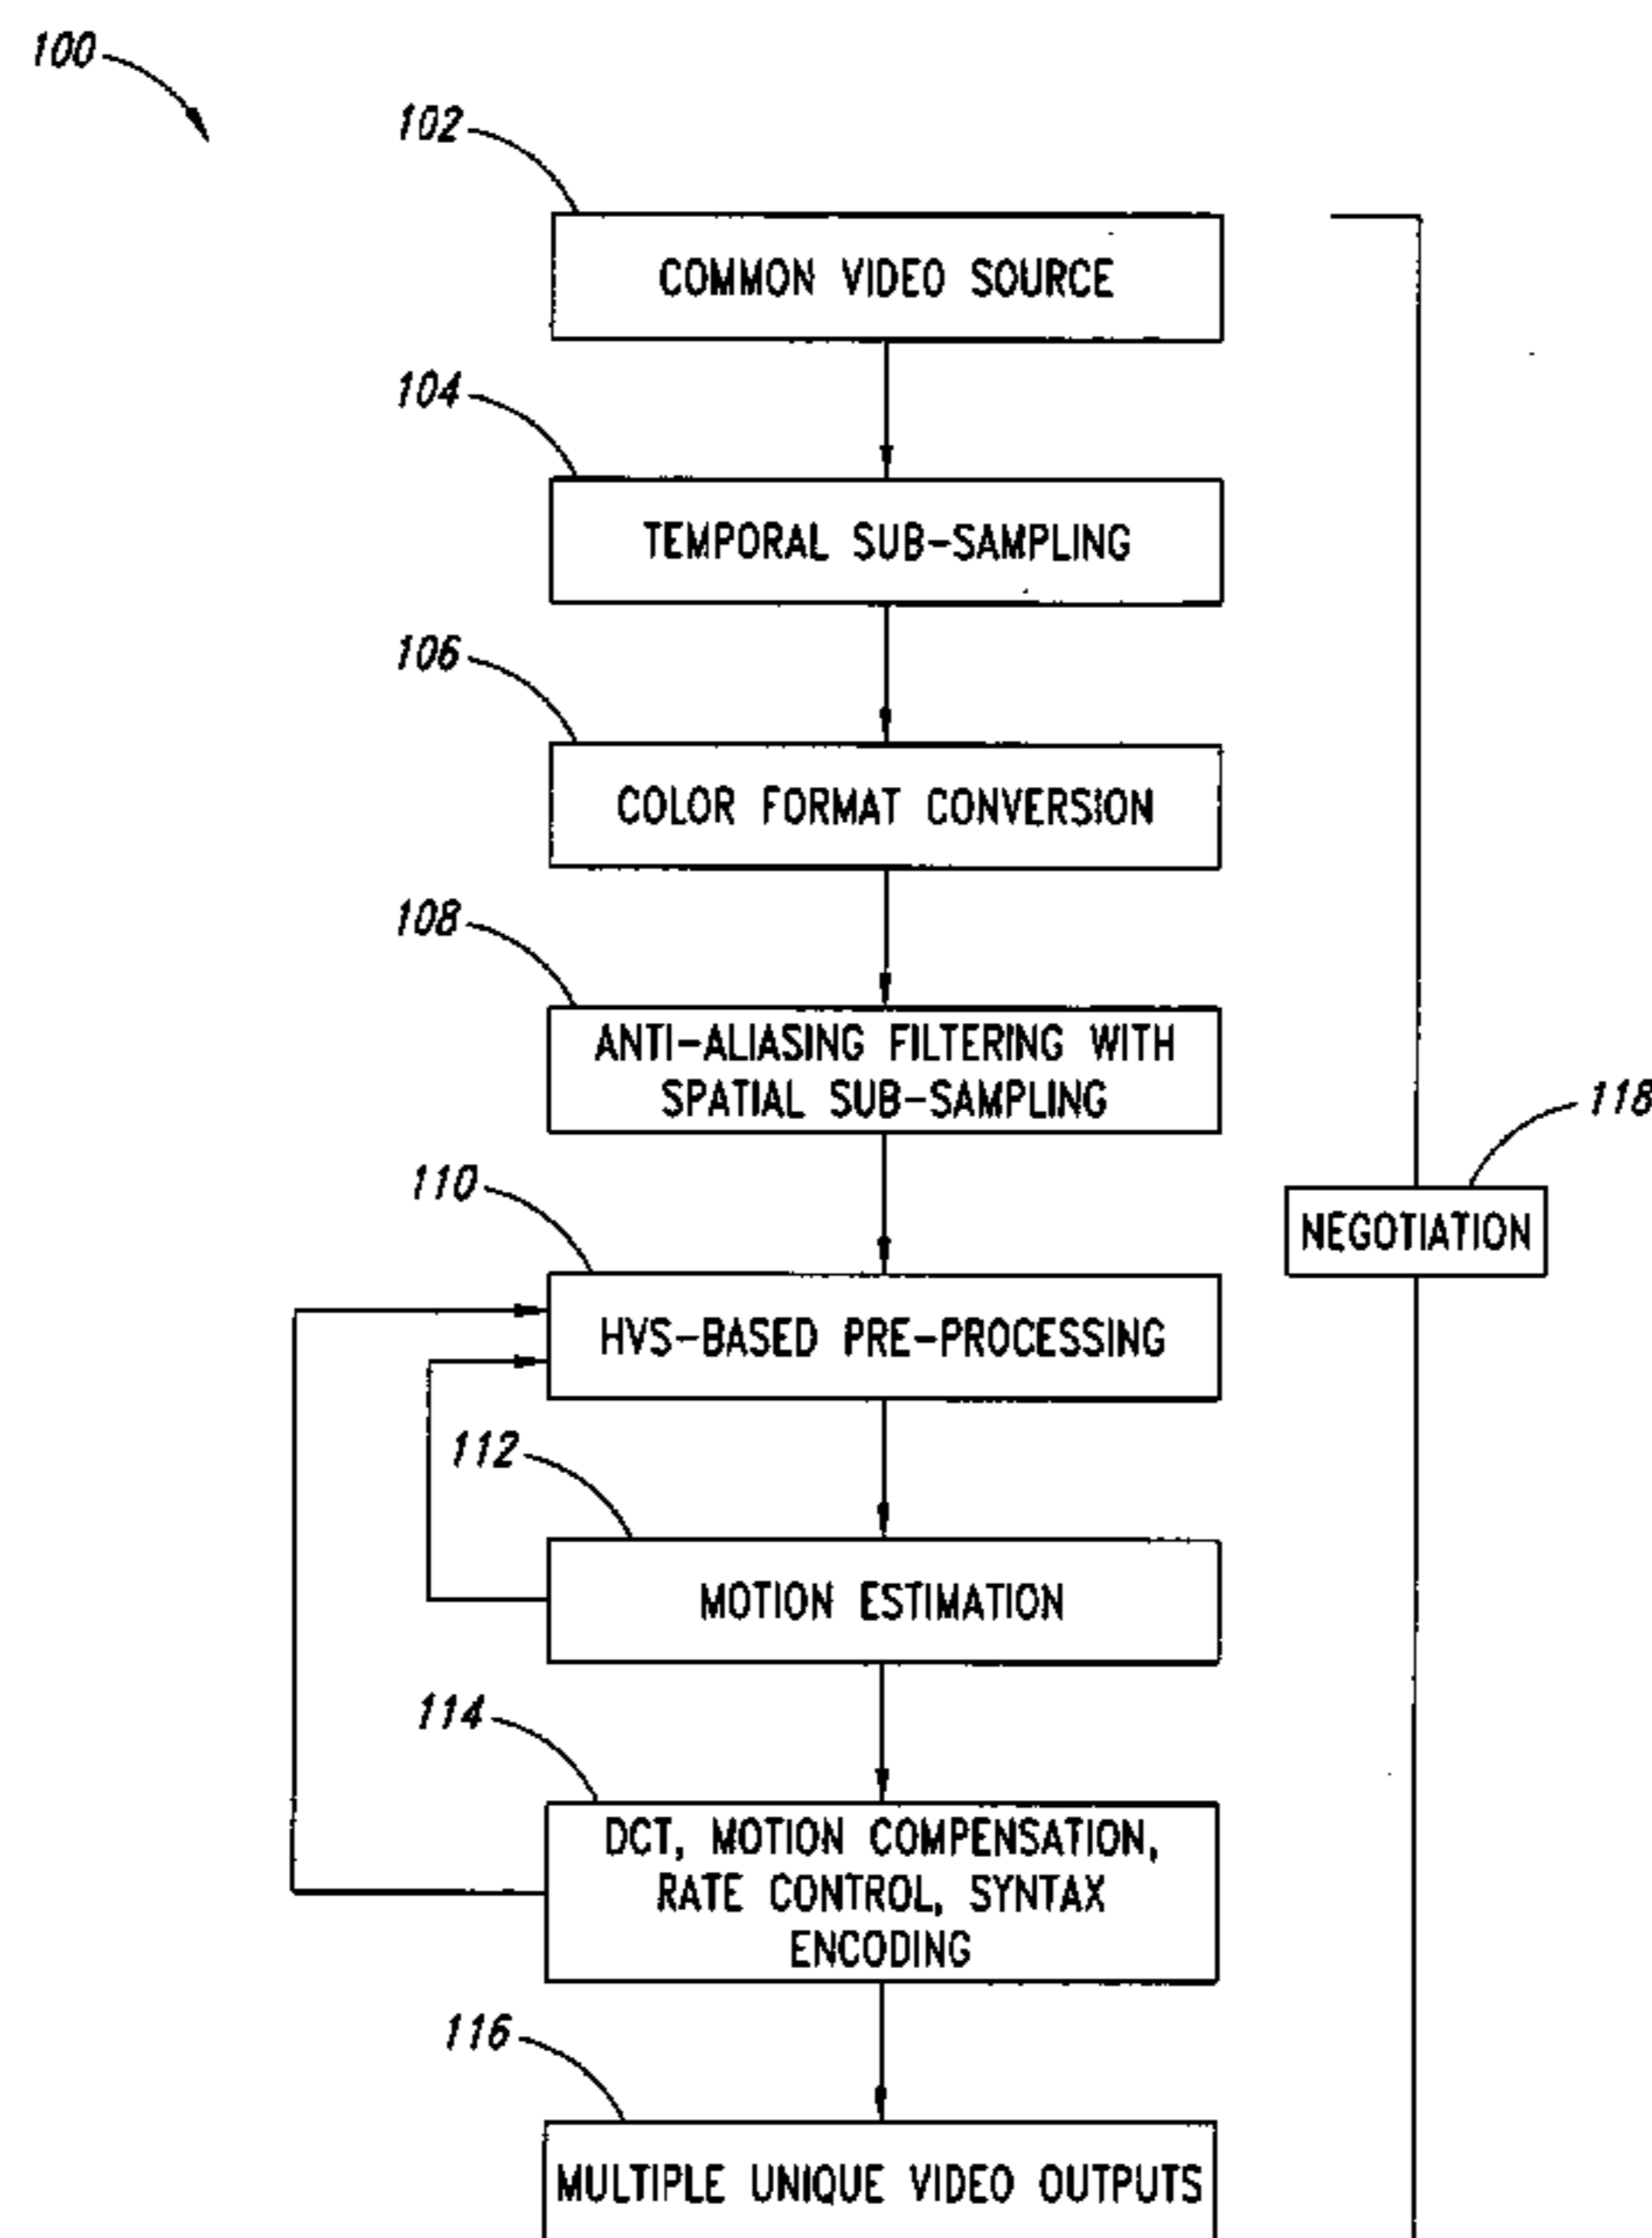 100
102
COMMON VIDEO SOURCE
104
TEMPORAL SUB-SAMPLING
106
COLOR FORMAT CONVERSION
108
ANTI-ALIASING FILTERING WITH
SPATIAL SUB-SAMPLING
118
110
NEGOTIATION
HVS-BASED PRE-PROCESSING
112
MOTION ESTIMATION
114
DCT, MOTION COMPENSATION,
RATE CONTROL, SYNTAX
ENCODING
116
MULTIPLE UNIQUE VIDEO OUTPUTS